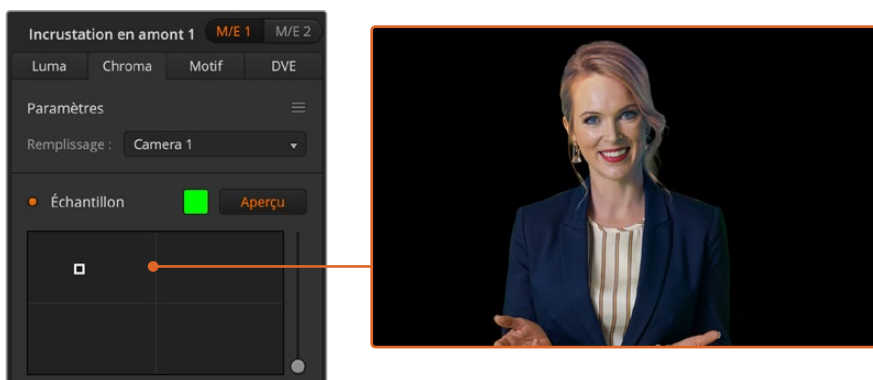 Incrustation en amont 1 M/E 1 M/E 2
Luma Chroma Motif DVE
Paramètres
Remplissage : Camera 1
Échantillon Aperçu